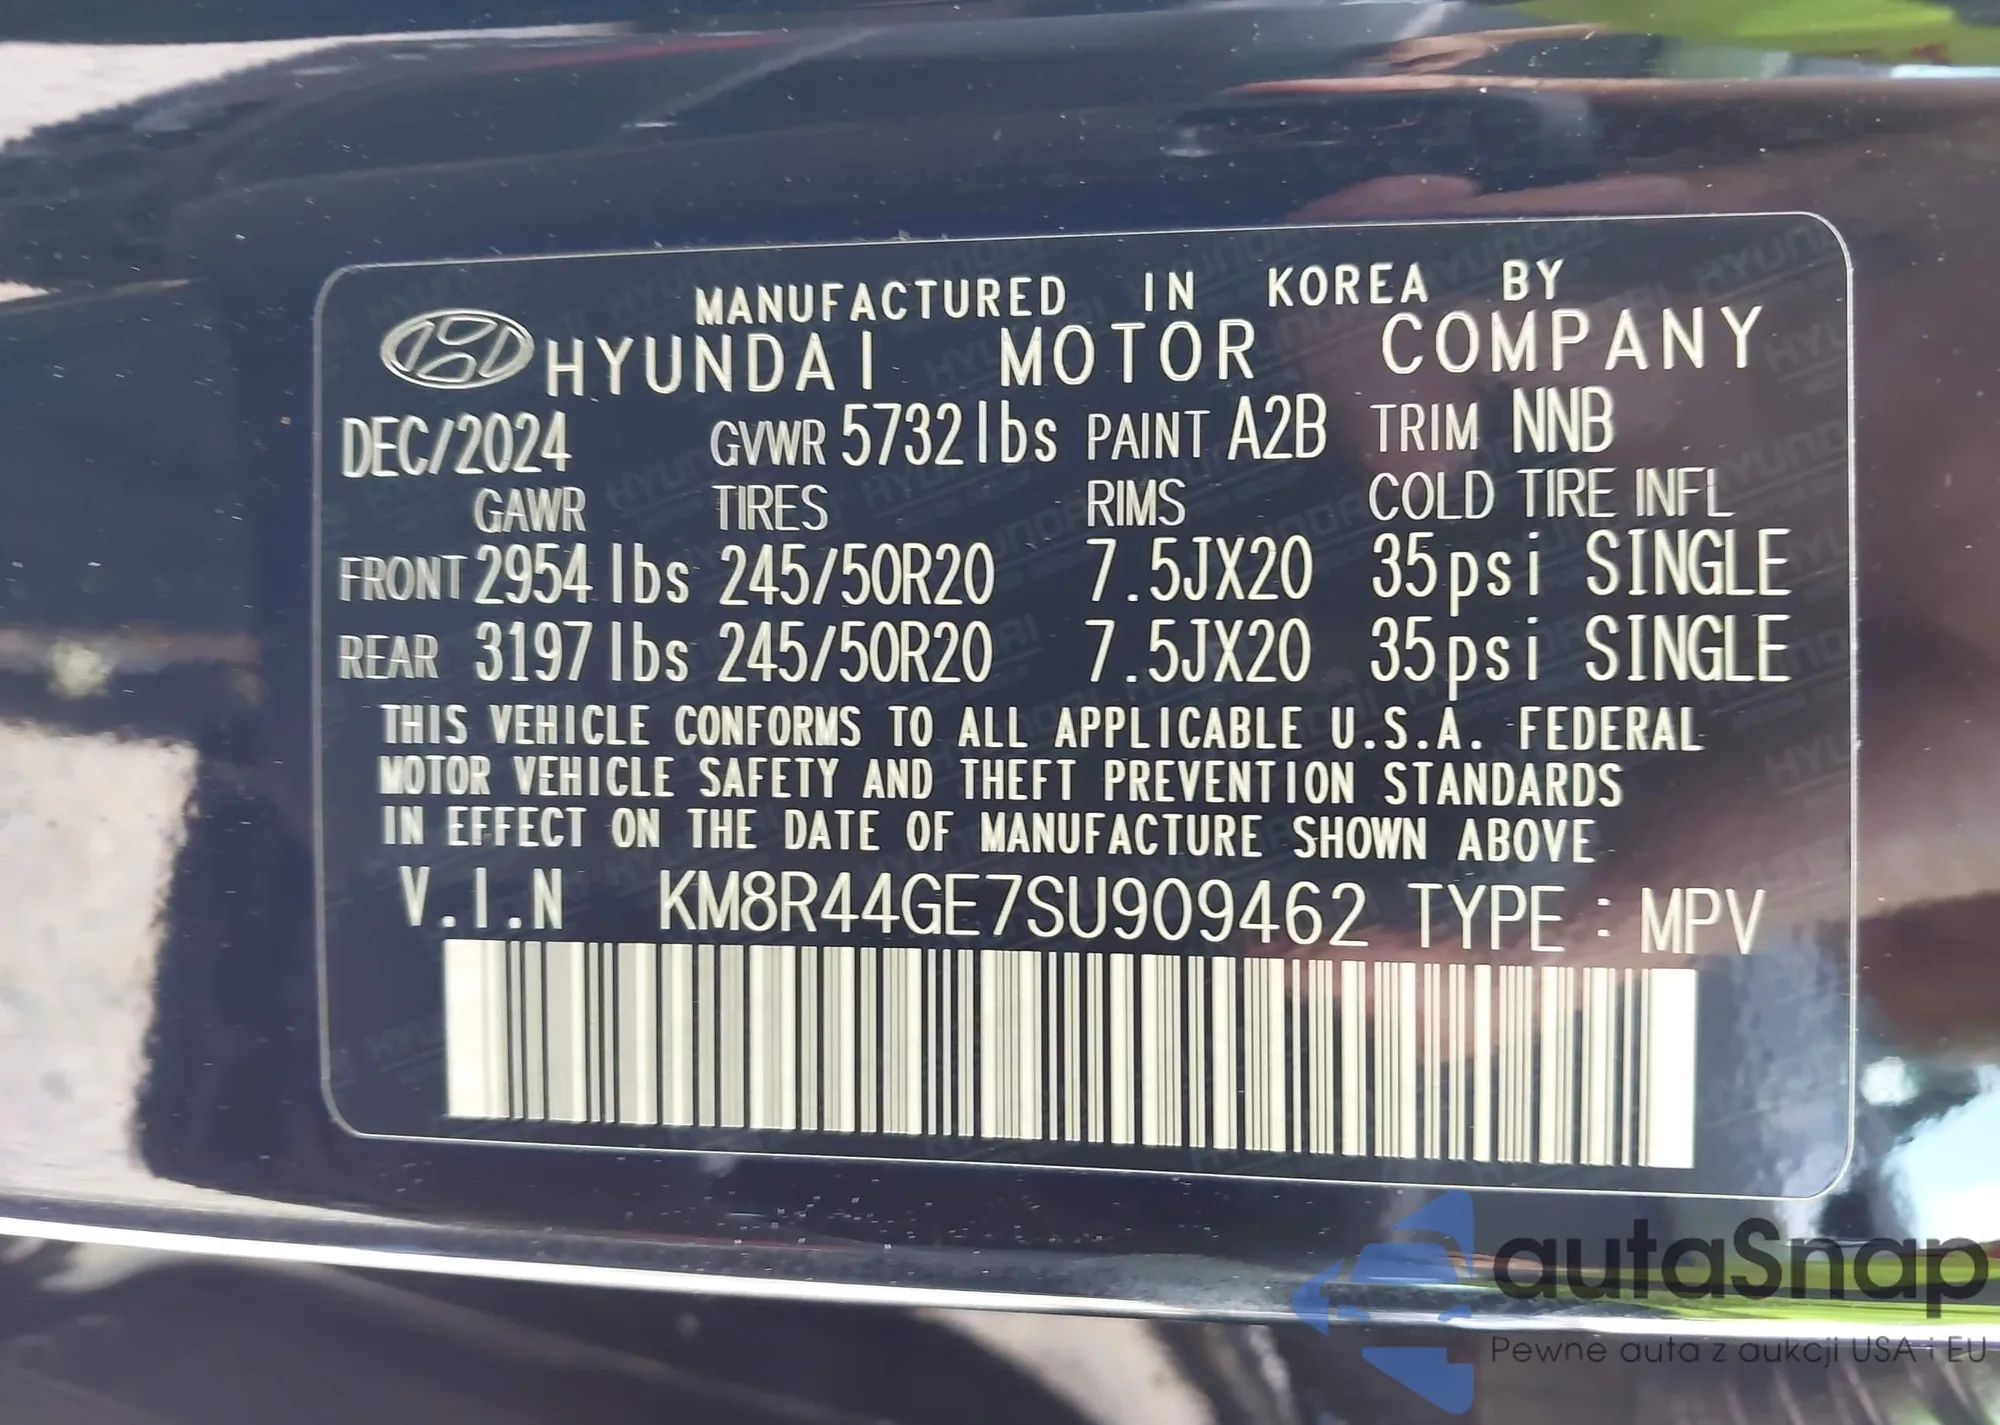 MANUFACTURED IN KOREA BY
HYUNDAI MOTOR COMPANY
DEC/2024 GVWR 5732lbs PAINT A2B TRIM NNB
GAWR TIRES RIMS COLD TIRE INFL
FRONT 2954lbs 245/50R20 7.5JX20 35psi SINGLE
REAR 3197lbs 245/50R20 7.5JX20 35psi SINGLE
THIS VEHICLE CONFORMS TO ALL APPLICABLE U.S.A. FEDERAL
MOTOR VEHICLE SAFETY AND THEFT PREVENTION STANDARDS
IN EFFECT ON THE DATE OF MANUFACTURE SHOWN ABOVE
V.I.N KM8R44GE7SU909462 TYPE : MPV
autaSnap
Pewne auta z aukcji USA i EU